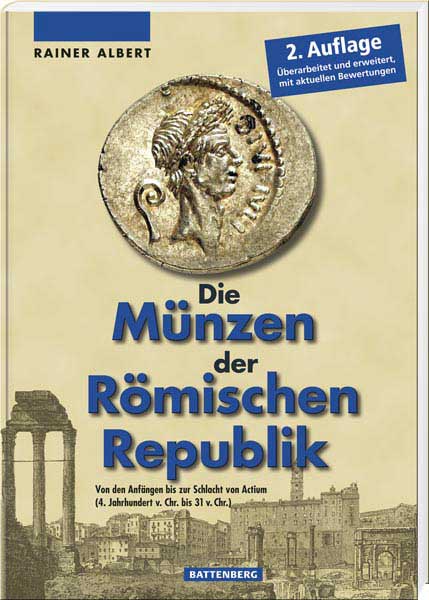 RAINER ALBERT
2. Auflage
Überarbeitet und erweitert,
mit aktuellen Bewertungen
Die
Münzen
der
Römischen
Republik
Von den Anfängen bis zur Schlacht von Actium
(4. Jahrhundert v. Chr. bis 31 v. Chr.)
BATTENBERG